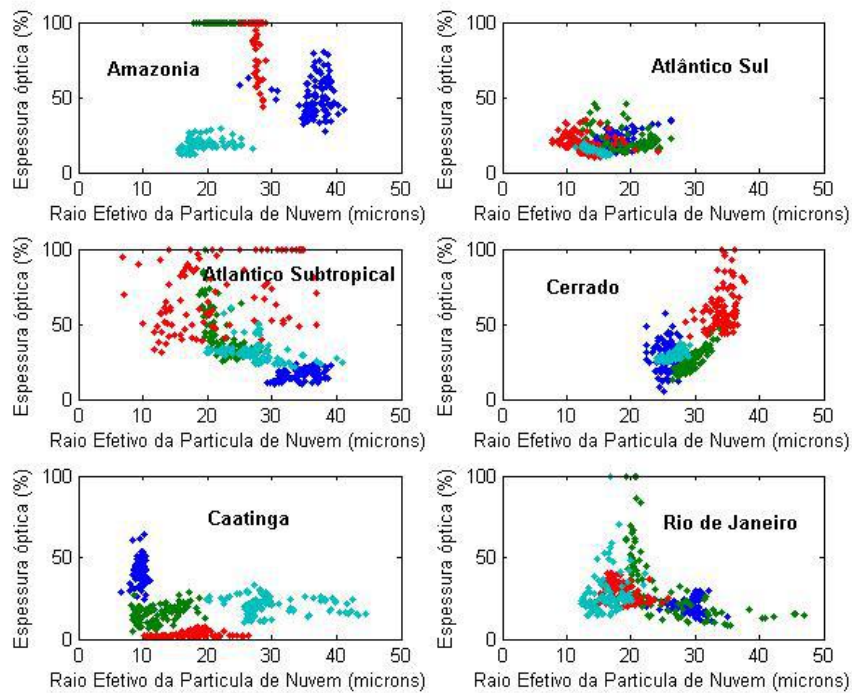 100
50
0
Espessura óptica (%)
Amazonia
0 10 20 30 40 50
Raio Efetivo da Particula de Nuvem (microns)
100
50
0
Espessura óptica (%)
Atlântico Sul
0 10 20 30 40 50
Raio Efetivo da Particula de Nuvem (microns)
100
50
0
Espessura óptica (%)
Atlantico Subtropical
0 10 20 30 40 50
Raio Efetivo da Particula de Nuvem (microns)
100
50
0
Espessura óptica (%)
Cerrado
0 10 20 30 40 50
Raio Efetivo da Particula de Nuvem (microns)
100
50
0
Espessura óptica (%)
Caatinga
0 10 20 30 40 50
Raio Efetivo da Particula de Nuvem (microns)
100
50
0
Espessura óptica (%)
Rio de Janeiro
0 10 20 30 40 50
Raio Efetivo da Particula de Nuvem (microns)